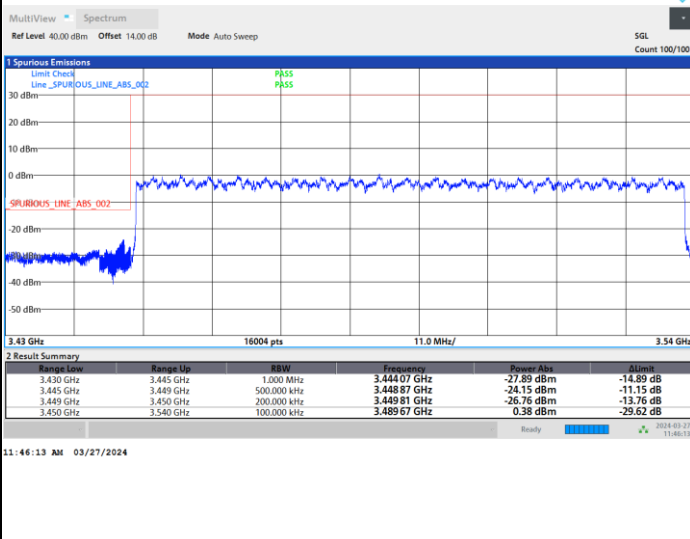 MultiView Spectrum
Ref Level 40.00 dBm Offset 14.00 dB Mode Auto Sweep SGL
Count 100/100
1 Spurious Emissions
Limit Check PASS
Line _SPURIOUS_LINE_ABS_002 PASS
30 dBm
20 dBm
10 dBm
0 dBm
_SPURIOUS_LINE_ABS_002
-20 dBm
-40 dBm
-50 dBm
3.43 GHz 16004 pts 11.0 MHz/ 3.54 GHz
2 Result Summary
Range Low Range Up RBW Frequency Power Abs ΔLimit
3.430 GHz 3.445 GHz 1.000 MHz 3.444 07 GHz -27.89 dBm -14.89 dB
3.445 GHz 3.449 GHz 500.000 kHz 3.448 87 GHz -24.15 dBm -11.15 dB
3.449 GHz 3.450 GHz 200.000 kHz 3.449 81 GHz -26.76 dBm -13.76 dB
3.450 GHz 3.540 GHz 100.000 kHz 3.489 67 GHz 0.38 dBm -29.62 dB
Ready 2024-03-27
11:46:13
11:46:13 AM 03/27/2024